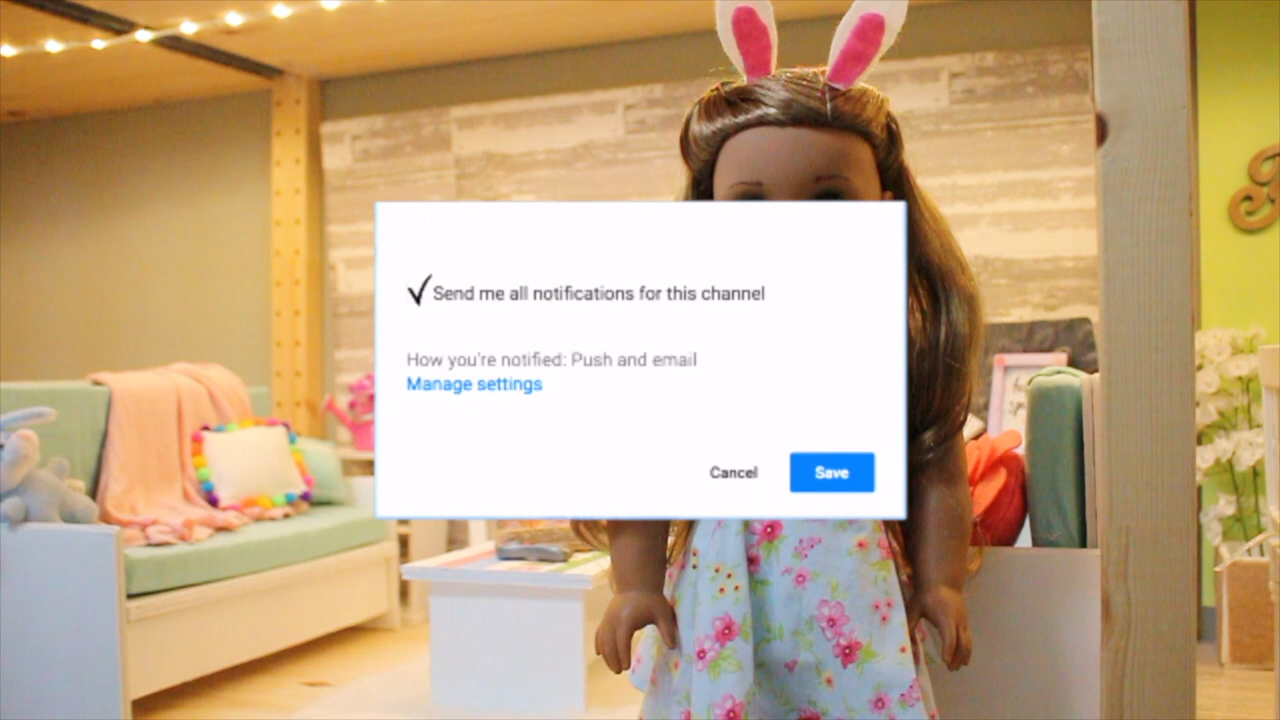 Send me all notifications for this channel
How you're notified: Push and email
Manage settings
Cancel
Save